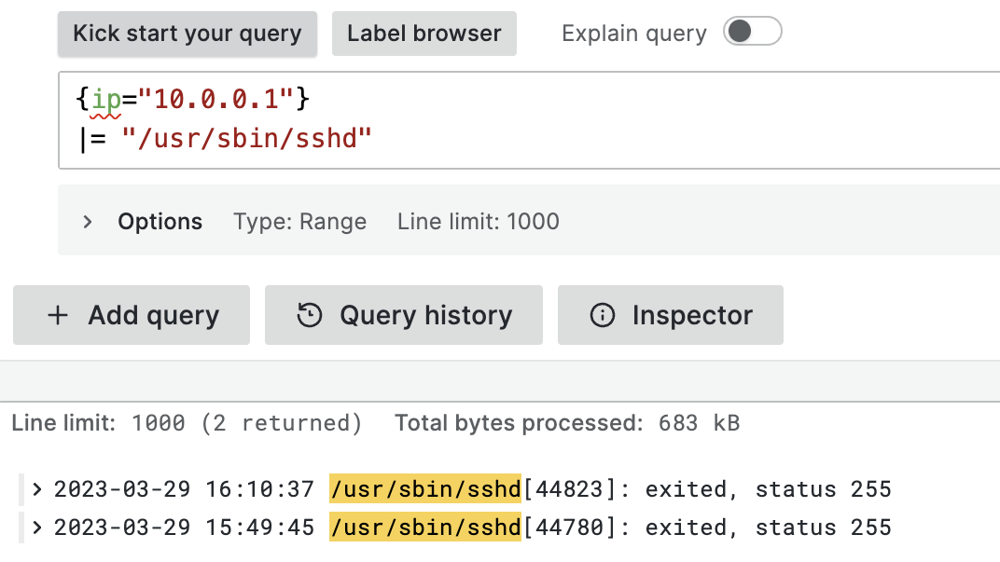 Kick start your query Label browser Explain query
{ip="10.0.0.1"}
|= "/usr/sbin/sshd"
Options Type: Range Line limit: 1000
+ Add query Query history Inspector
Line limit: 1000 (2 returned) Total bytes processed: 683 kB
> 2023-03-29 16:10:37 /usr/sbin/sshd[44823]: exited, status 255
> 2023-03-29 15:49:45 /usr/sbin/sshd[44780]: exited, status 255